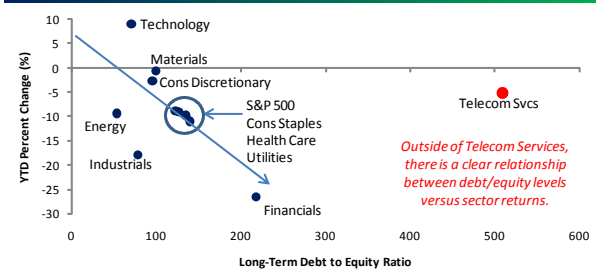 YTD Percent Change (%)
10
5
0
-5
-10
-15
-20
-25
-30
Technology
Materials
Cons Discretionary
Energy
Industrials
S&P 500
Cons Staples
Health Care
Utilities
Financials
Telecom Svcs
Outside of Telecom Services,
there is a clear relationship
between debt/equity levels
versus sector returns.
0
100
200
300
400
500
600
Long-Term Debt to Equity Ratio